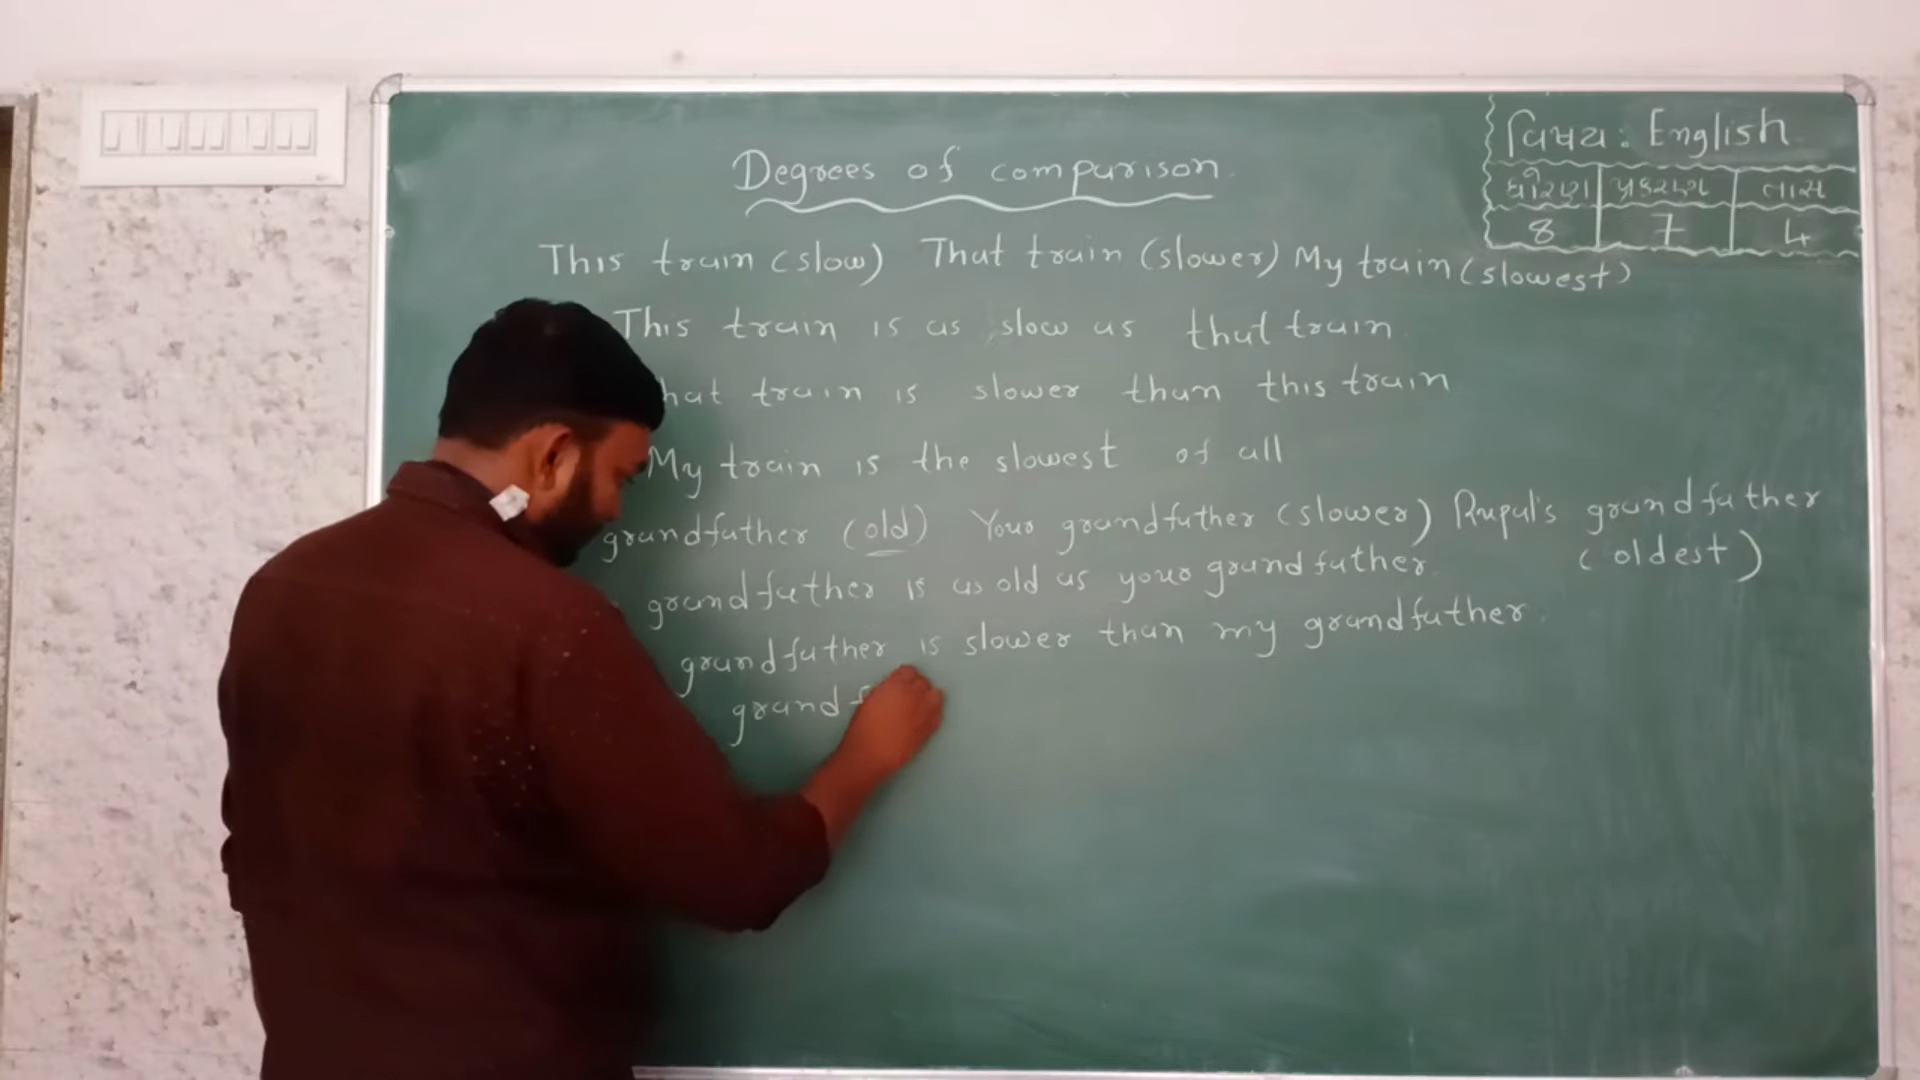 Degrees of comparison
વિષય : English
ધોરણ પ્રકરણ તાસ
8 7 4
This train (slow) That train (slower) My train (slowest)
This train is as slow as that train
hat train is slower than this train
My train is the slowest of all
grandfather (old) Your grandfather (slower) Rupal's grandfather
(oldest)
grandfather is as old as your grandfather.
grandfather is slower than my grandfather.
grandf